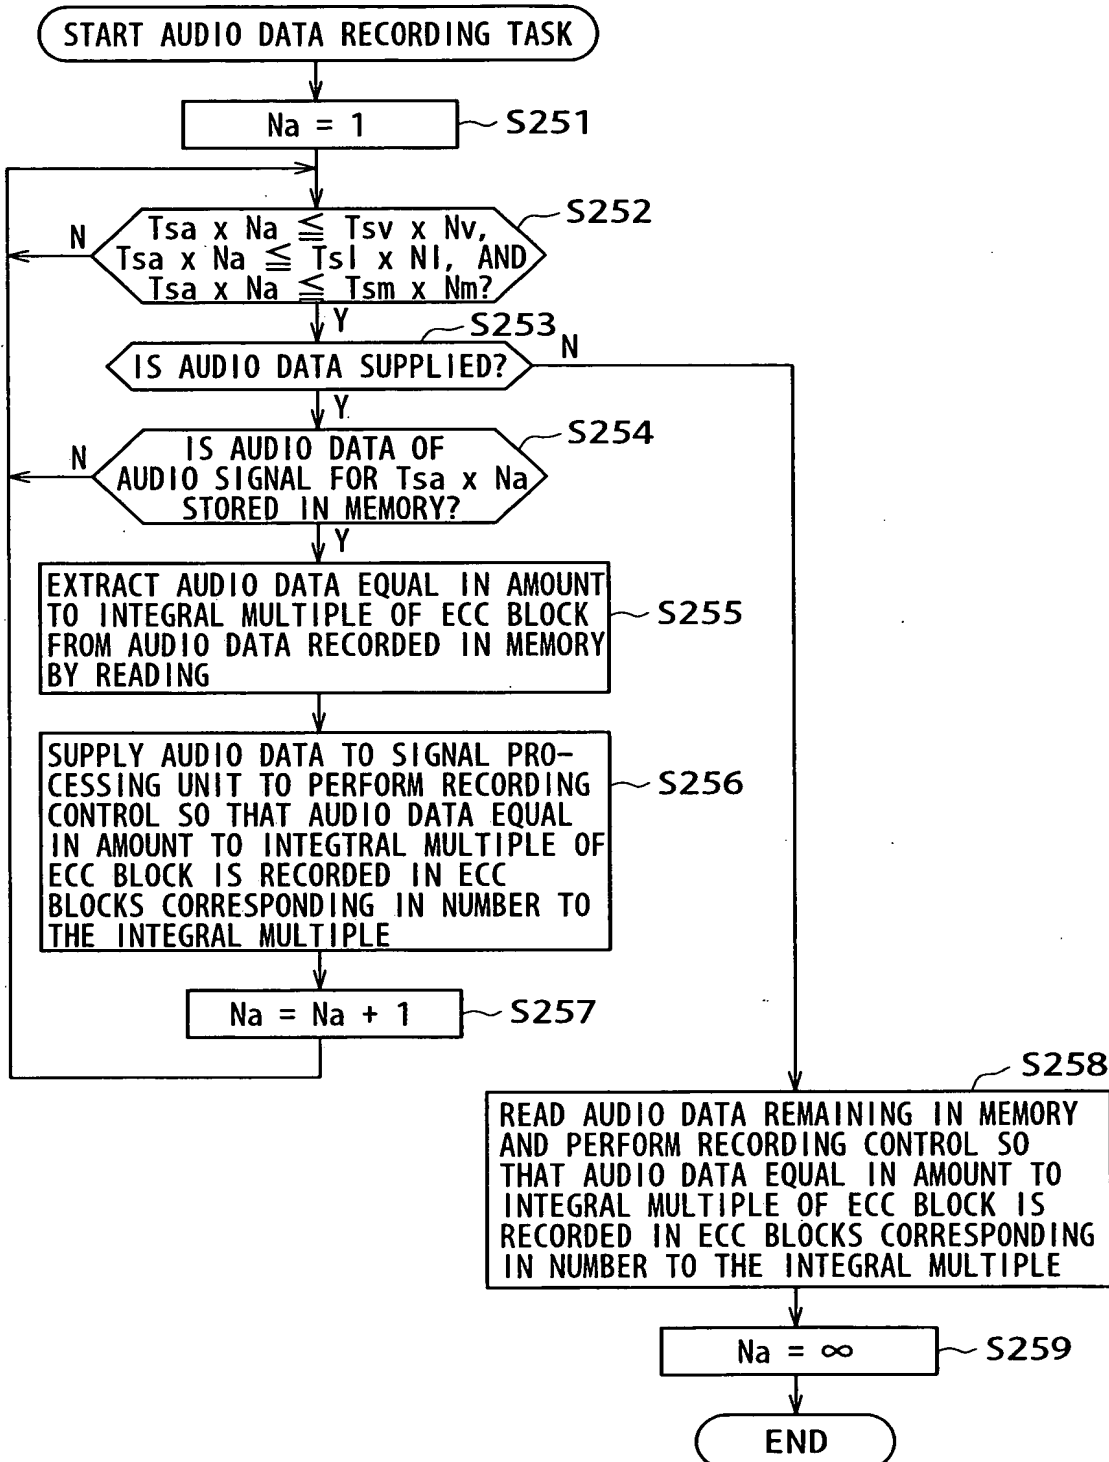 START AUDIO DATA RECORDING TASK
Na = 1
S251
S252
Tsa x Na ≦ Tsv x Nv,
Tsa x Na ≦ Tsl x Nl, AND
Tsa x Na ≦ Tsm x Nm?
N
Y
S253
IS AUDIO DATA SUPPLIED?
N
Y
S254
IS AUDIO DATA OF
AUDIO SIGNAL FOR Tsa x Na
STORED IN MEMORY?
N
Y
EXTRACT AUDIO DATA EQUAL IN AMOUNT
TO INTEGRAL MULTIPLE OF ECC BLOCK
FROM AUDIO DATA RECORDED IN MEMORY
BY READING
S255
SUPPLY AUDIO DATA TO SIGNAL PRO-
CESSING UNIT TO PERFORM RECORDING
CONTROL SO THAT AUDIO DATA EQUAL
IN AMOUNT TO INTEGTRAL MULTIPLE OF
ECC BLOCK IS RECORDED IN ECC
BLOCKS CORRESPONDING IN NUMBER TO
THE INTEGRAL MULTIPLE
S256
Na = Na + 1
S257
S258
READ AUDIO DATA REMAINING IN MEMORY
AND PERFORM RECORDING CONTROL SO
THAT AUDIO DATA EQUAL IN AMOUNT TO
INTEGRAL MULTIPLE OF ECC BLOCK IS
RECORDED IN ECC BLOCKS CORRESPONDING
IN NUMBER TO THE INTEGRAL MULTIPLE
Na = ∞
S259
END